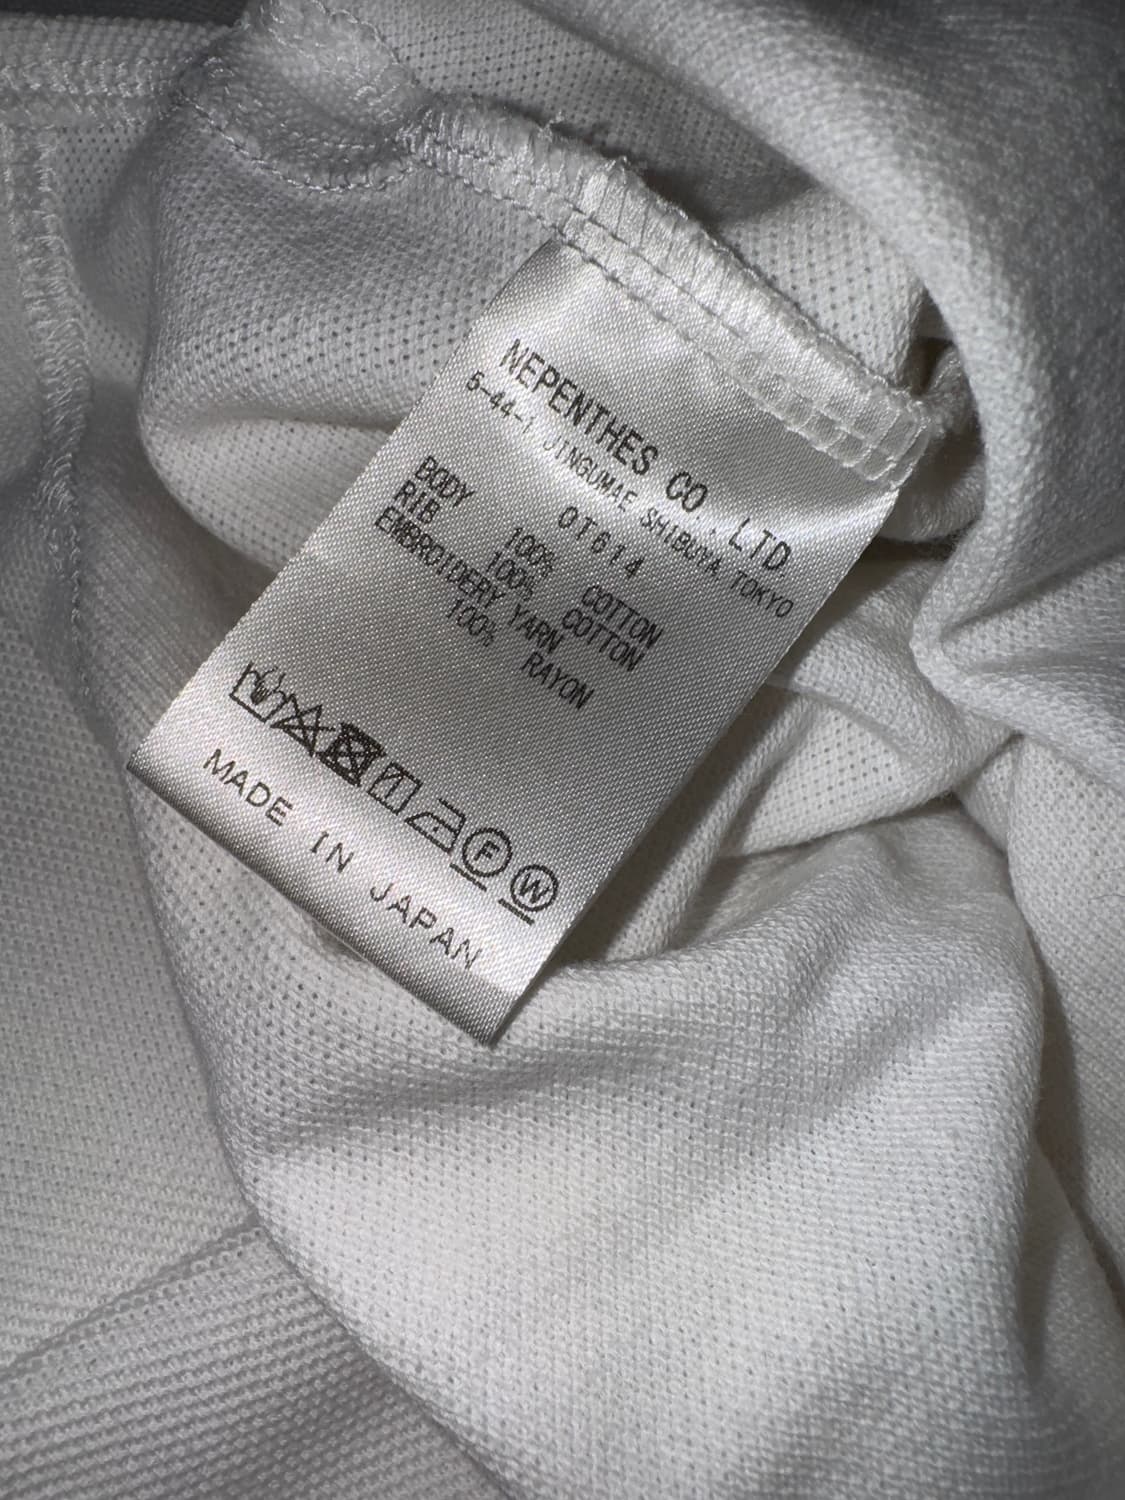 NEPENTHES CO., LTD.
5-44-1 JINGUMAE SHIBUYA TOKYO
OT614
BODY 100% COTTON
RIB 100% COTTON
EMBROIDERY YARN
100% RAYON
F W
MADE IN JAPAN